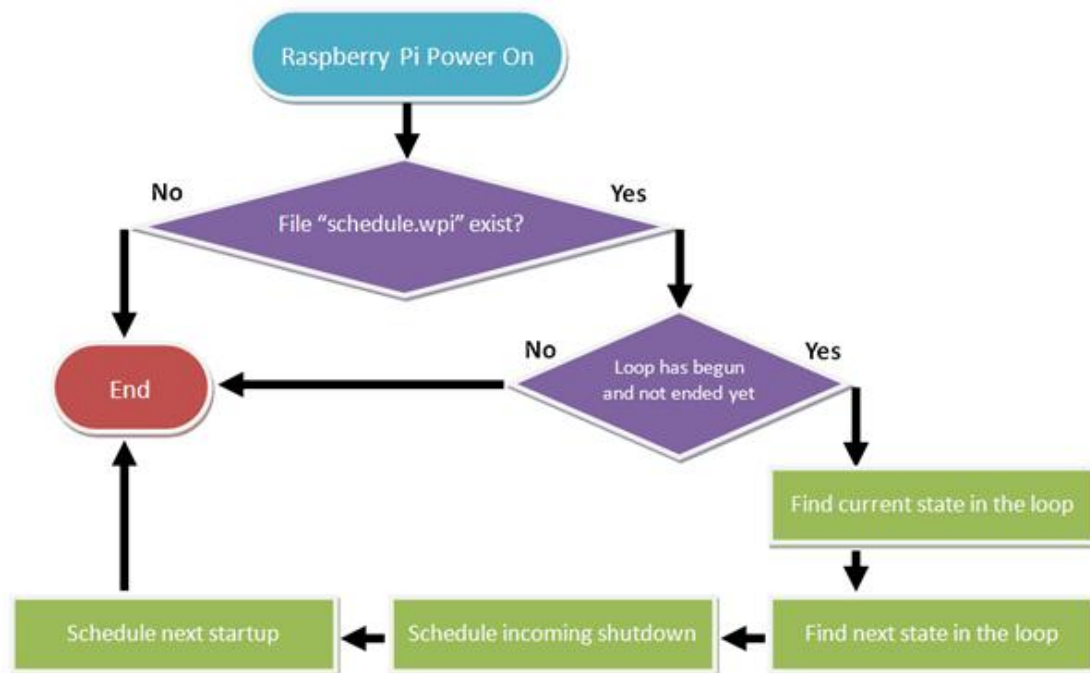 Raspberry Pi Power On
No
Yes
File “schedule.wpi” exist?
No
Yes
Loop has begun
and not ended yet
End
Find current state in the loop
Schedule next startup
Schedule incoming shutdown
Find next state in the loop